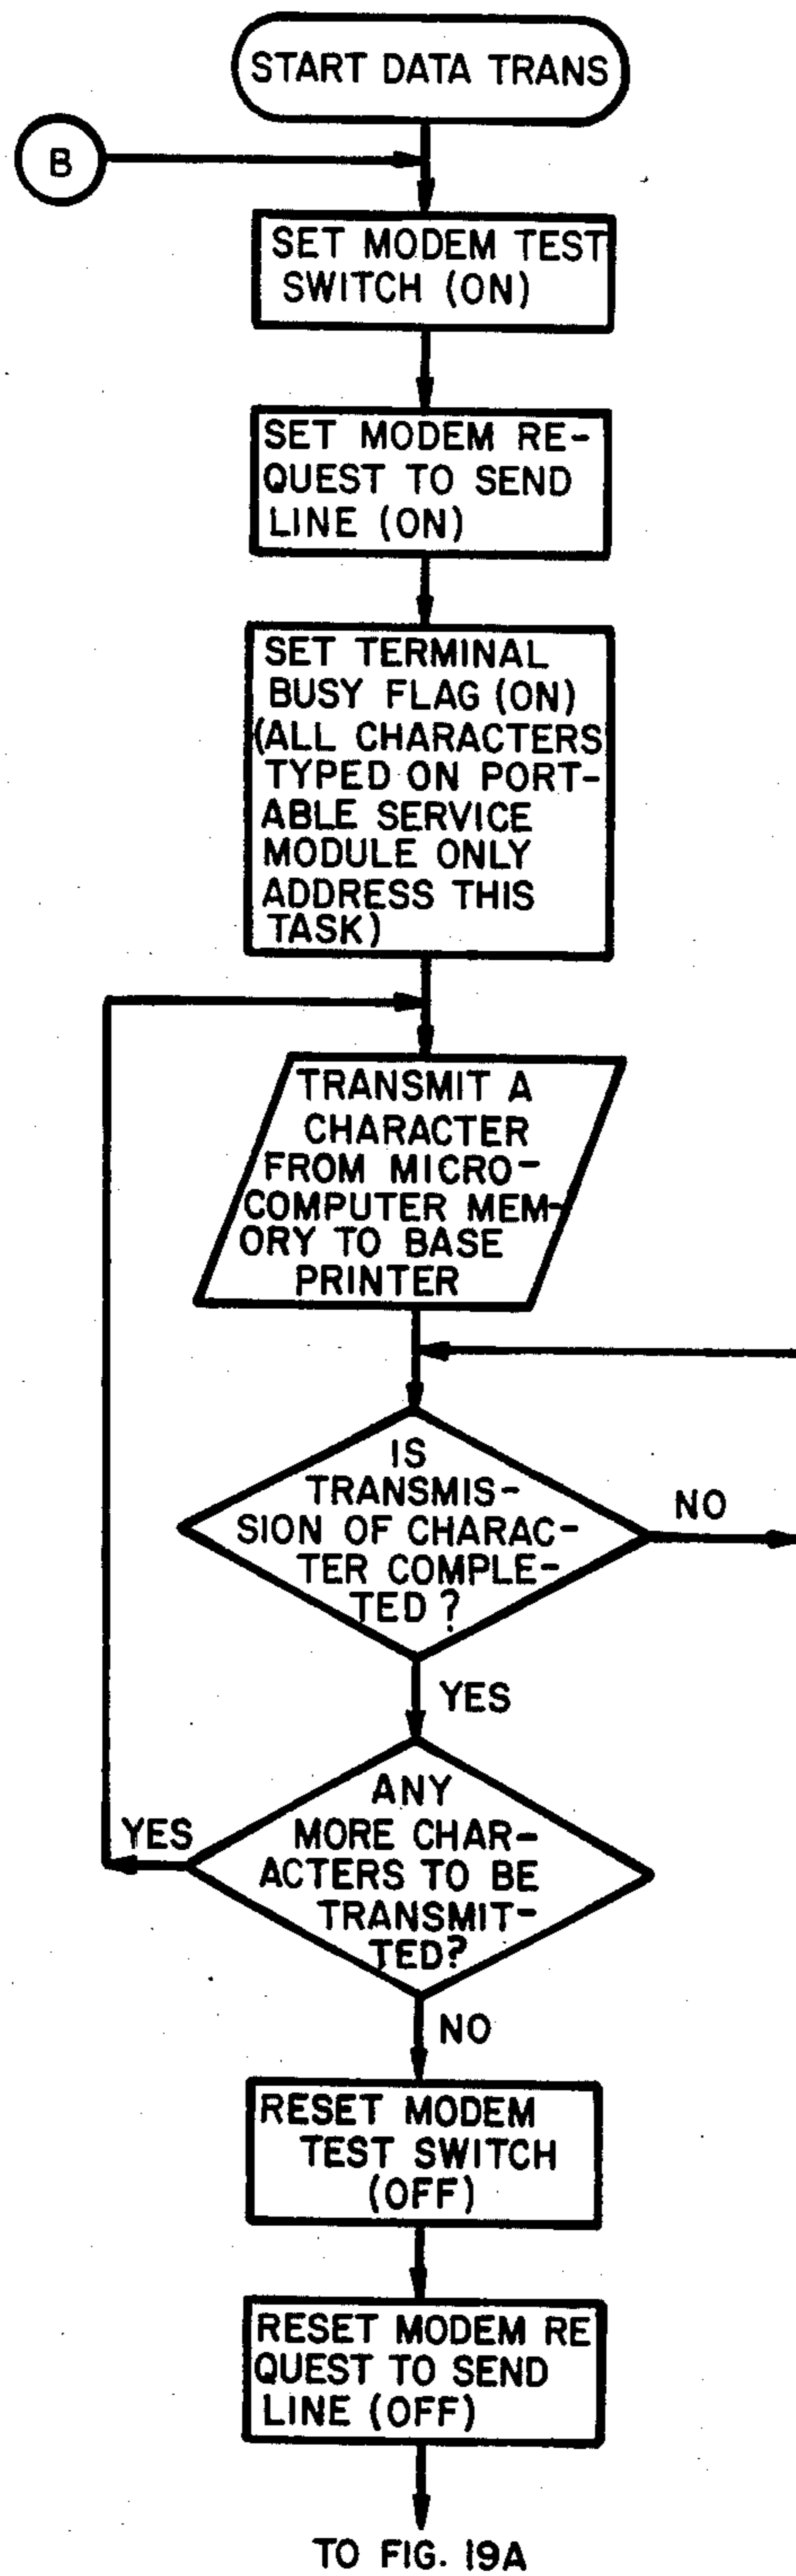 START DATA TRANS
B
SET MODEM TEST
SWITCH (ON)
SET MODEM RE-
QUEST TO SEND
LINE (ON)
SET TERMINAL
BUSY FLAG (ON)
(ALL CHARACTERS
TYPED ON PORT-
ABLE SERVICE
MODULE ONLY
ADDRESS THIS
TASK)
TRANSMIT A
CHARACTER
FROM MICRO-
COMPUTER MEM-
ORY TO BASE
PRINTER
IS
TRANSMIS-
SION OF CHARAC-
TER COMPLE-
TED ?
NO
YES
ANY
MORE CHAR-
ACTERS TO BE
TRANSMIT-
TED?
YES
NO
RESET MODEM
TEST SWITCH
(OFF)
RESET MODEM RE
QUEST TO SEND
LINE (OFF)
TO FIG. 19A